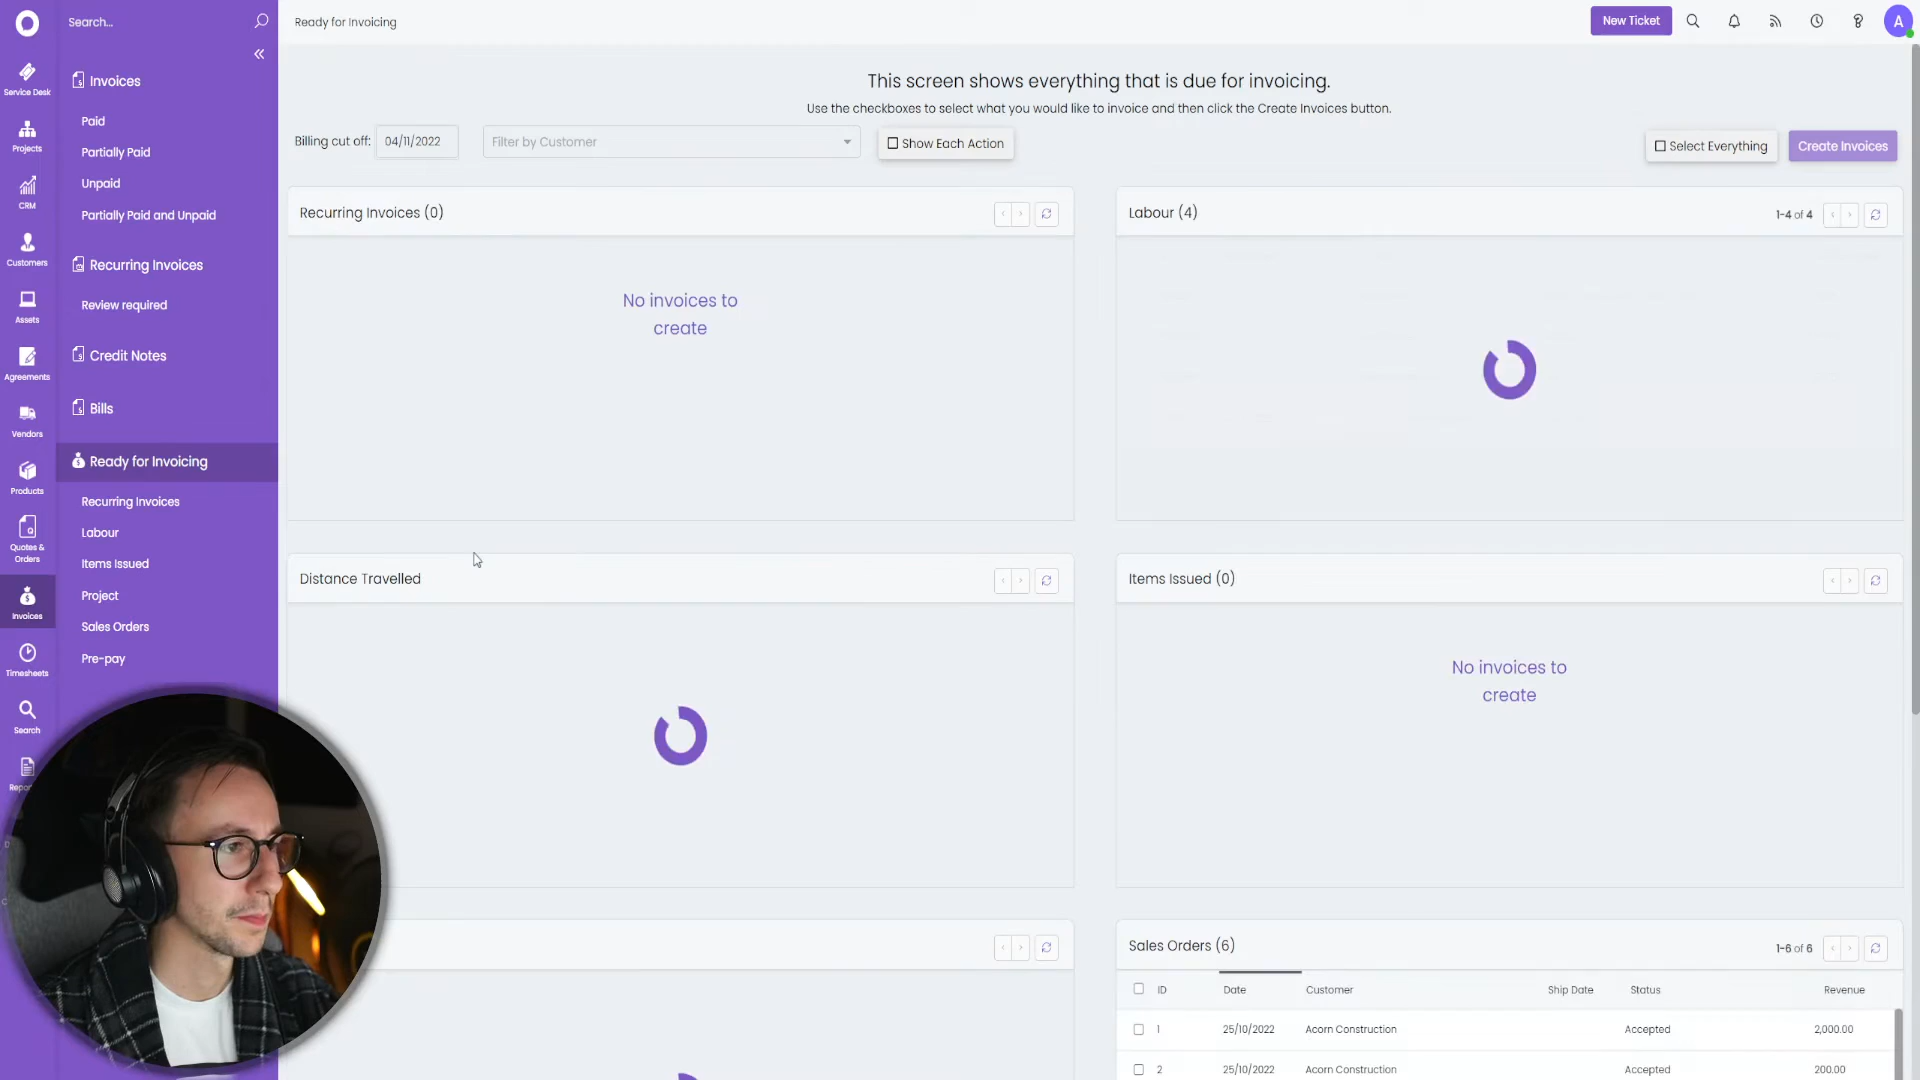 Search...
Ready for Invoicing
New Ticket
A
Service Desk
Projects
CRM
Customers
Assets
Agreements
Vendors
Products
Quotes &
Orders
Invoices
Timesheets
Search
Invoices
Paid
Partially Paid
Unpaid
Partially Paid and Unpaid
Recurring Invoices
Review required
Credit Notes
Bills
Ready for Invoicing
Recurring Invoices
Labour
Items Issued
Project
Sales Orders
Pre-pay
This screen shows everything that is due for invoicing.
Use the checkboxes to select what you would like to invoice and then click the Create Invoices button.
Billing cut off: 04/11/2022 Filter by Customer Show Each Action Select Everything Create Invoices
Recurring Invoices (0)
No invoices to
create
Labour (4) 1-4 of 4
Distance Travelled
Items Issued (0)
No invoices to
create
Sales Orders (6) 1-6 of 6
ID Date Customer Ship Date Status Revenue
1 25/10/2022 Acorn Construction Accepted 2,000.00
2 25/10/2022 Acorn Construction Accepted 200.00